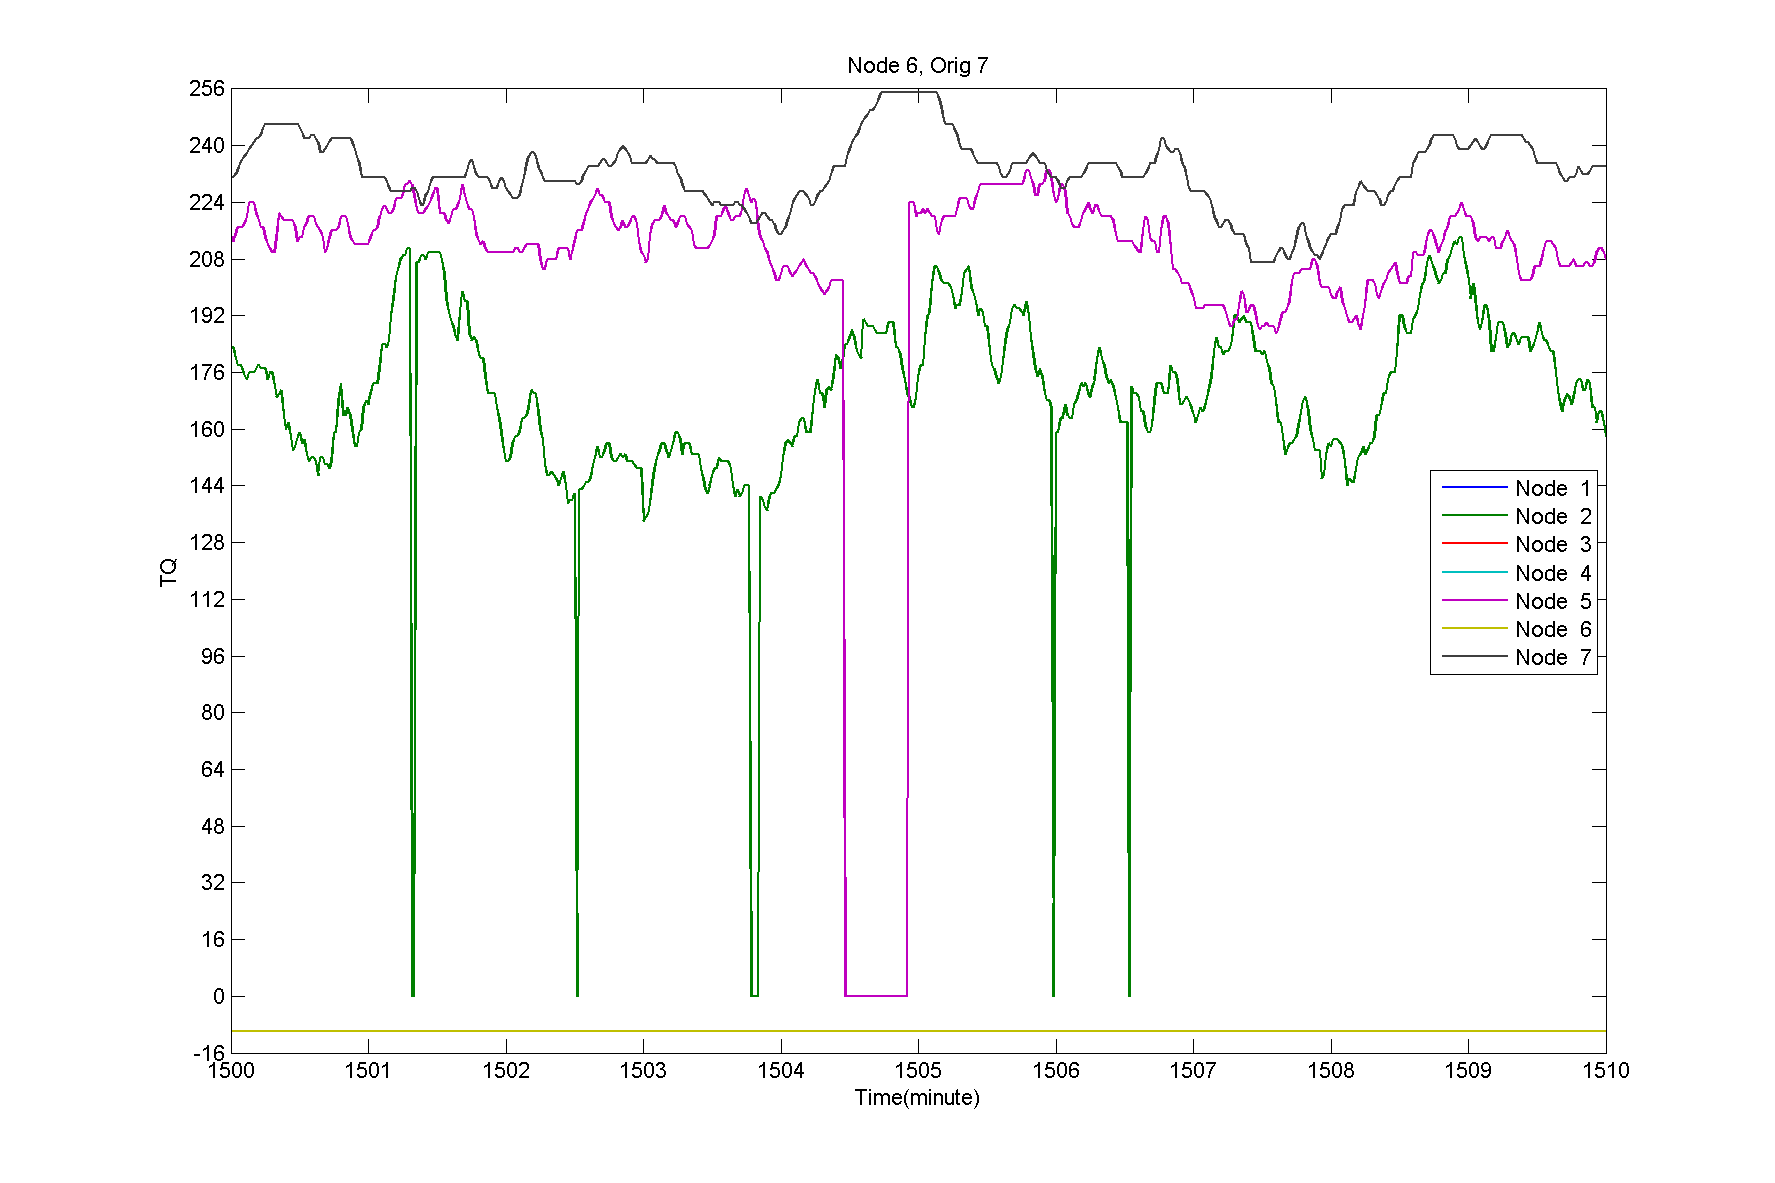 Node 6, Orig 7
256
240
224
208
192
176
160
144
128
112
96
80
64
48
32
16
0
-16
TQ
Node 1
Node 2
Node 3
Node 4
Node 5
Node 6
Node 7
1500 1501 1502 1503 1504 1505 1506 1507 1508 1509 1510
Time(minute)